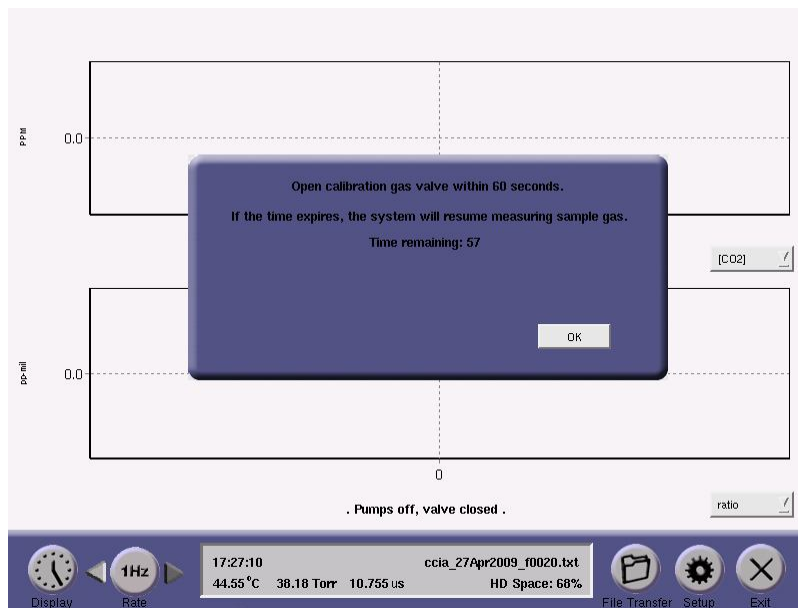 PPM
0.0
Open calibration gas valve within 60 seconds.
If the time expires, the system will resume measuring sample gas.
Time remaining: 57
[CO2]
OK
pp-mil
0.0
0
. Pumps off, valve closed .
ratio
1Hz
17:27:10 ccia_27Apr2009_f0020.txt
44.55°C 38.18 Torr 10.755 us HD Space: 68%
Display Rate File Transfer Setup Exit